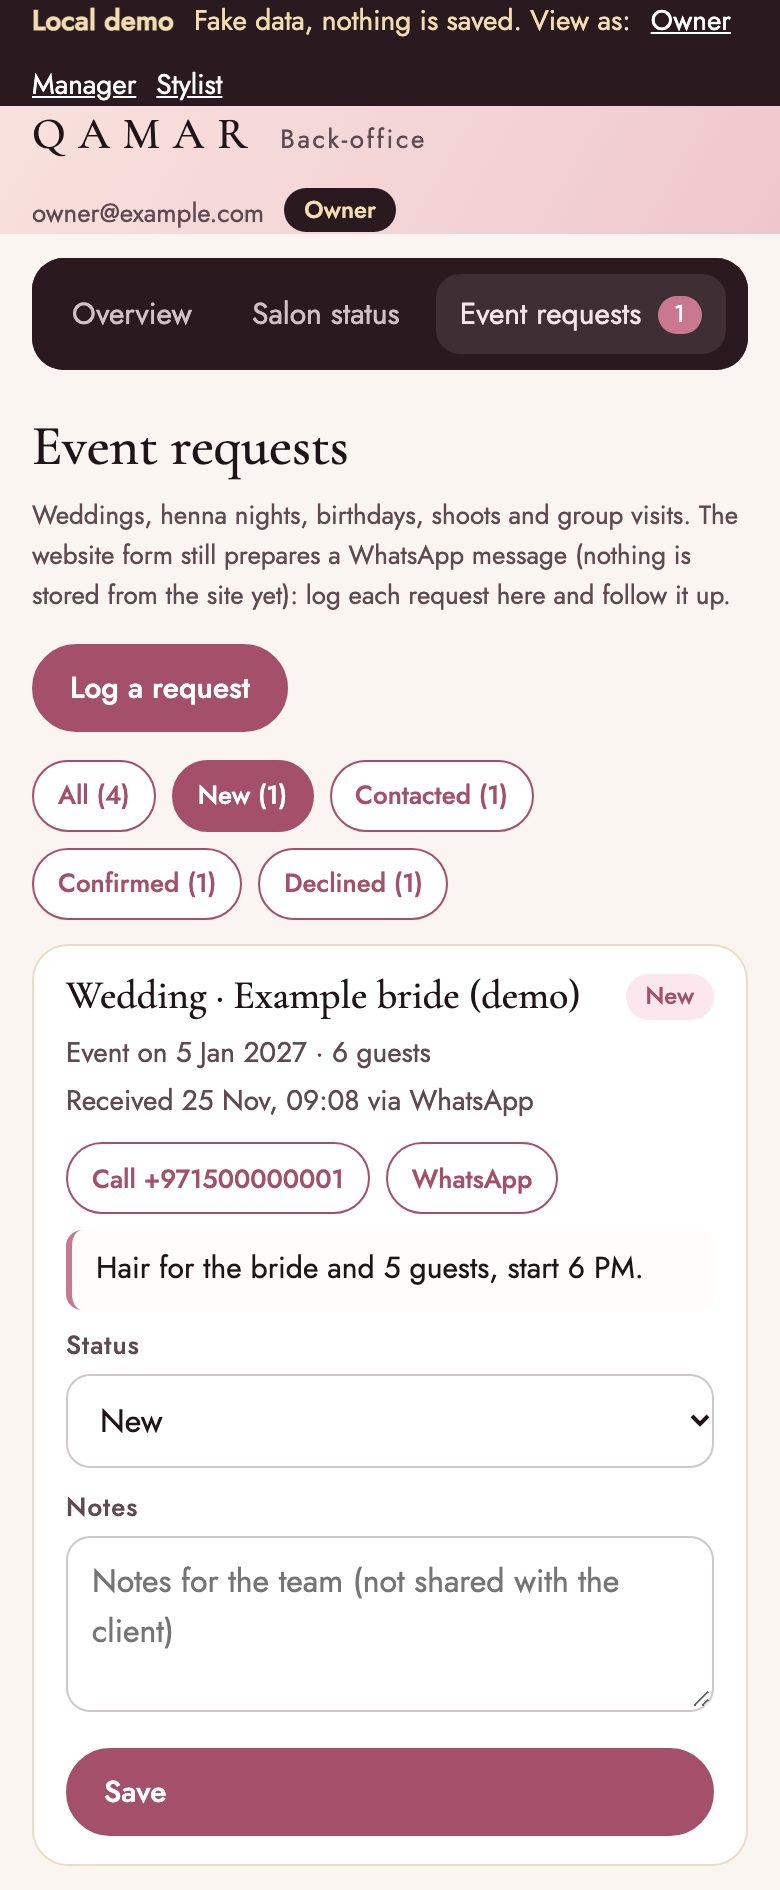 Local demo Fake data, nothing is saved. View as: Owner
Manager Stylist
QAMAR Back-office
owner@example.com Owner
Overview Salon status Event requests 1
Event requests
Weddings, henna nights, birthdays, shoots and group visits. The
website form still prepares a WhatsApp message (nothing is
stored from the site yet): log each request here and follow it up.
Log a request
All (4) New (1) Contacted (1)
Confirmed (1) Declined (1)
Wedding · Example bride (demo) New
Event on 5 Jan 2027 · 6 guests
Received 25 Nov, 09:08 via WhatsApp
Call +971500000001 WhatsApp
Hair for the bride and 5 guests, start 6 PM.
Status
New
Notes
Notes for the team (not shared with the
client)
Save